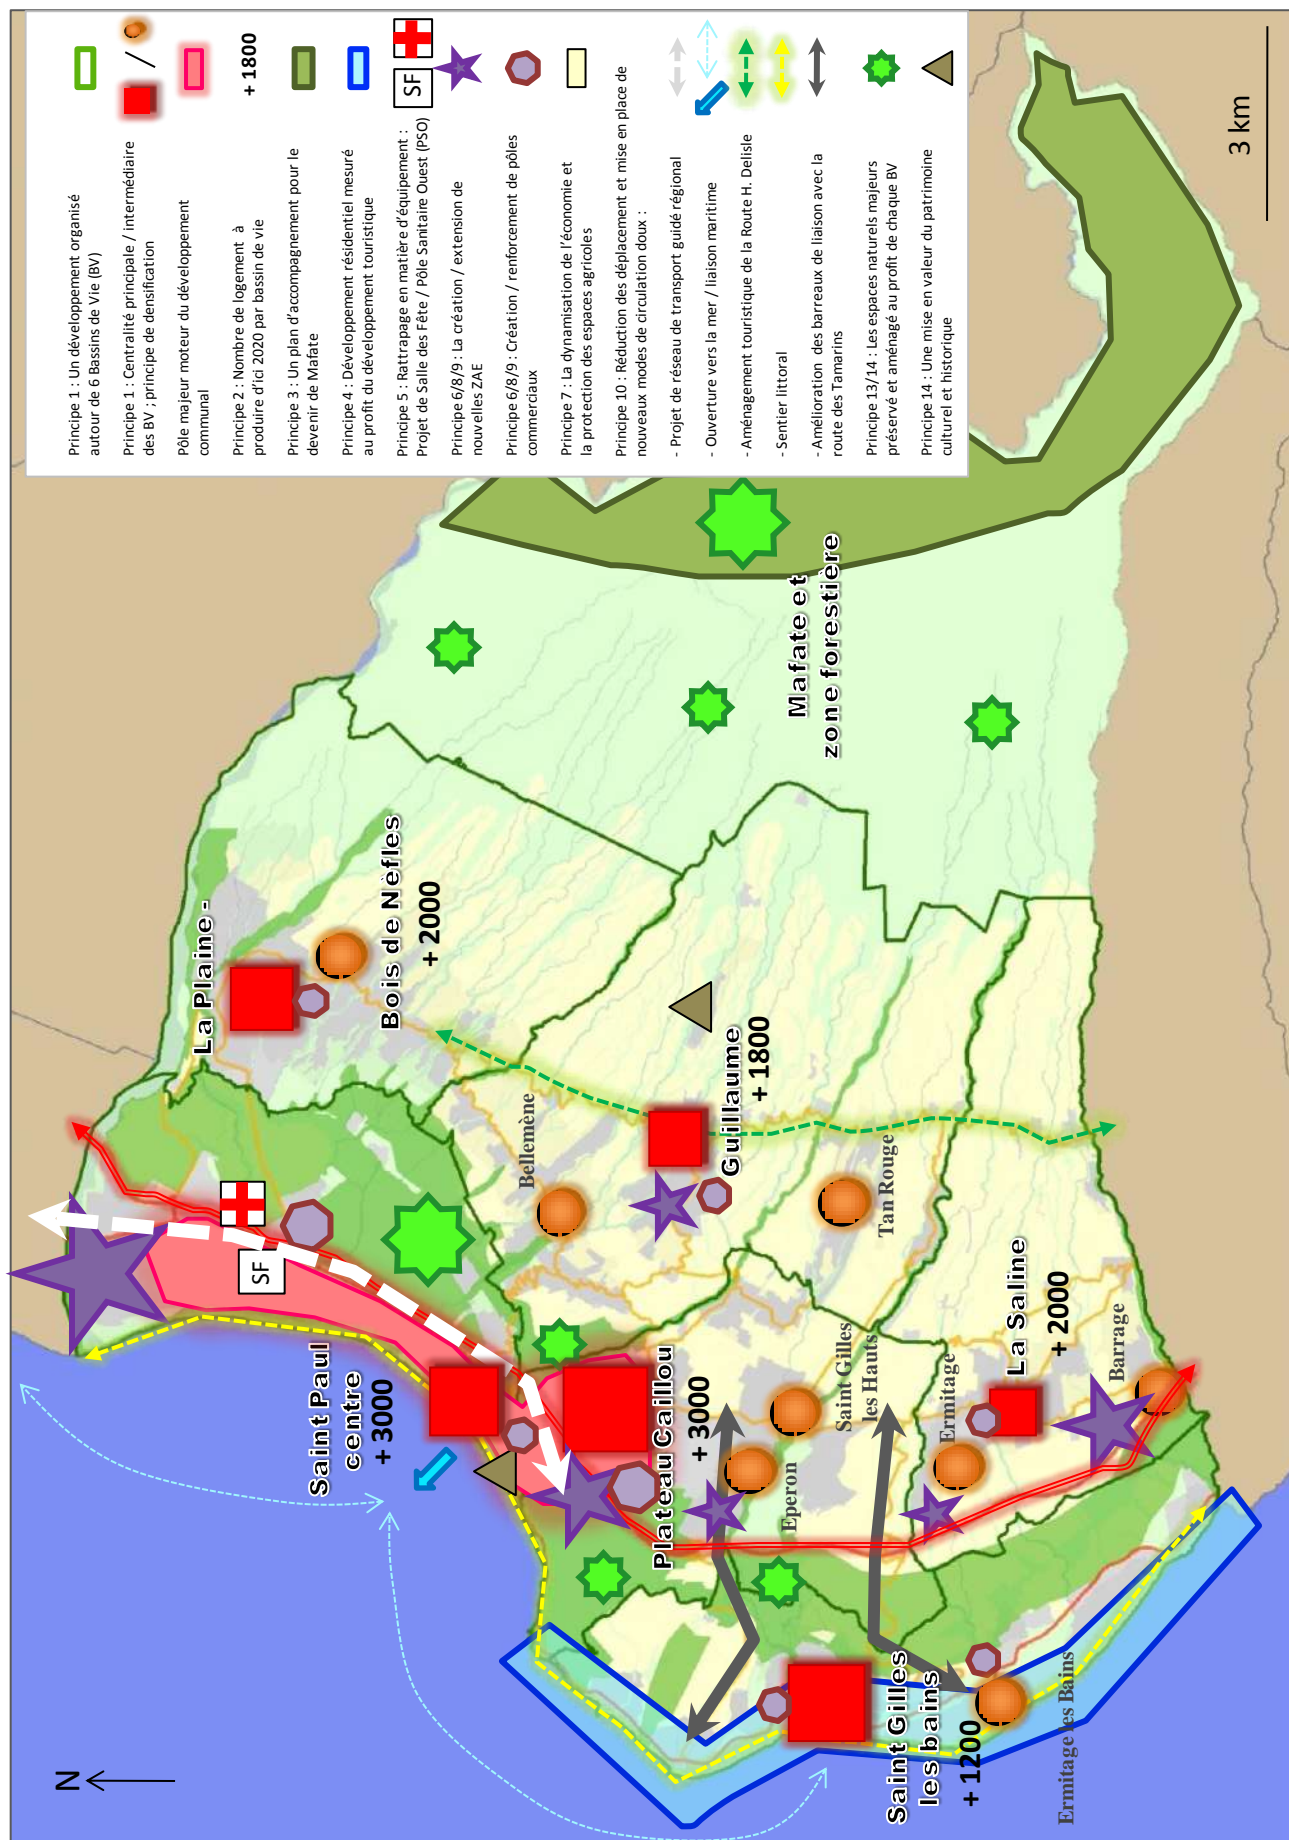 Principe 1 : Un développement organisé
autour de 6 Bassins de Vie (BV)
Principe 1 : Centralité principale / intermédiaire
des BV ; principe de densification
/
Pôle majeur moteur du développement
communal
Principe 2 : Nombre de logement à
produire d'ici 2020 par bassin de vie
+ 1800
Principe 3 : Un plan d'accompagnement pour le
devenir de Mafate
Principe 4 : Développement résidentiel mesuré
au profit du développement touristique
Principe 5 : Rattrapage en matière d'équipement :
Projet de Salle des Fête / Pôle Sanitaire Ouest (PSO)
SF
Principe 6/8/9 : La création / extension de
nouvelles ZAE
Principe 6/8/9 : Création / renforcement de pôles
commerciaux
Principe 7 : La dynamisation de l'économie et
la protection des espaces agricoles
Principe 10 : Réduction des déplacement et mise en place de
nouveaux modes de circulation doux :
- Projet de réseau de transport guidé régional
- Ouverture vers la mer / liaison maritime
- Aménagement touristique de la Route H. Delisle
- Sentier littoral
- Amélioration des barreaux de liaison avec la
route des Tamarins
Principe 13/14 : Les espaces naturels majeurs
préservé et aménagé au profit de chaque BV
Principe 14 : Une mise en valeur du patrimoine
culturel et historique
3 km
N
La Plaine -
Bois de Nèfles
+ 2000
SF
Saint Paul
centre
+ 3000
Bellemène
Mafate et
zone forestière
Guillaume
+ 1800
Plateau Caillou
+ 3000
Tan Rouge
Eperon
Saint Gilles
les Hauts
Ermitage
La Saline
+ 2000
Barrage
Saint Gilles
les bains
+ 1200
Ermitage les Bains